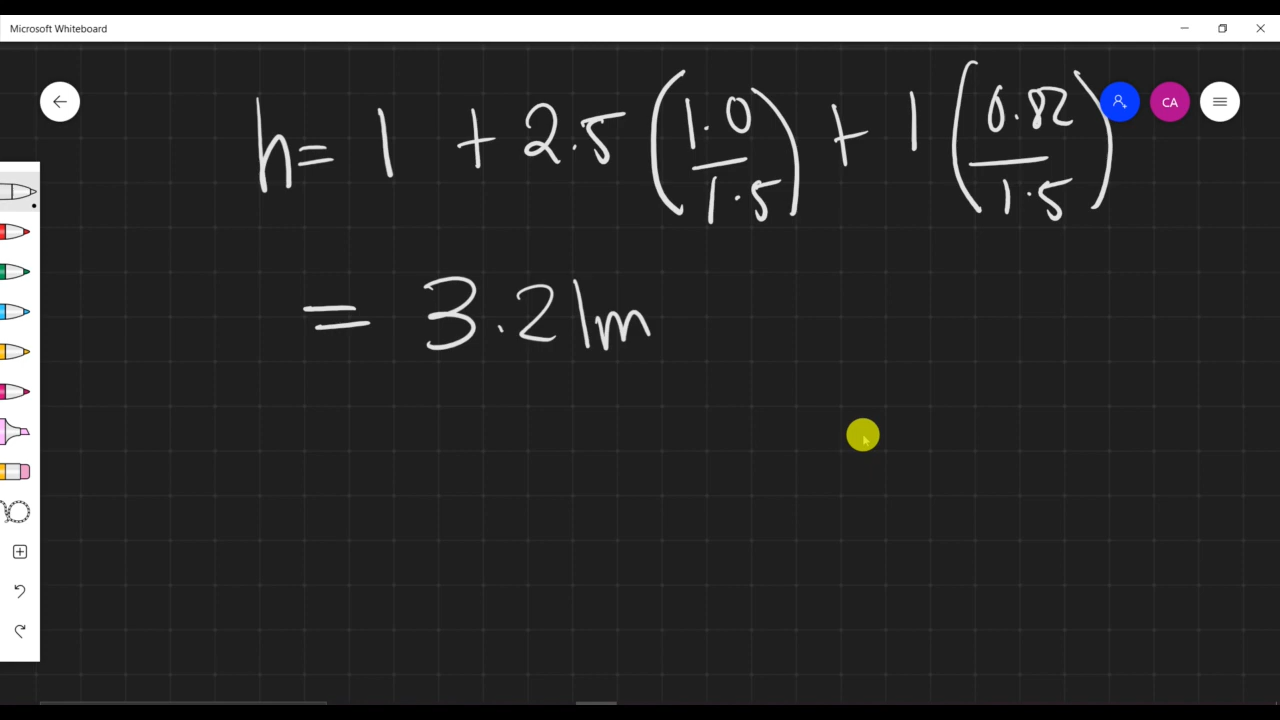 Microsoft Whiteboard
CA
h= 1 + 2.5 (1.0/1.5) + 1 (0.82/1.5)
= 3.21m